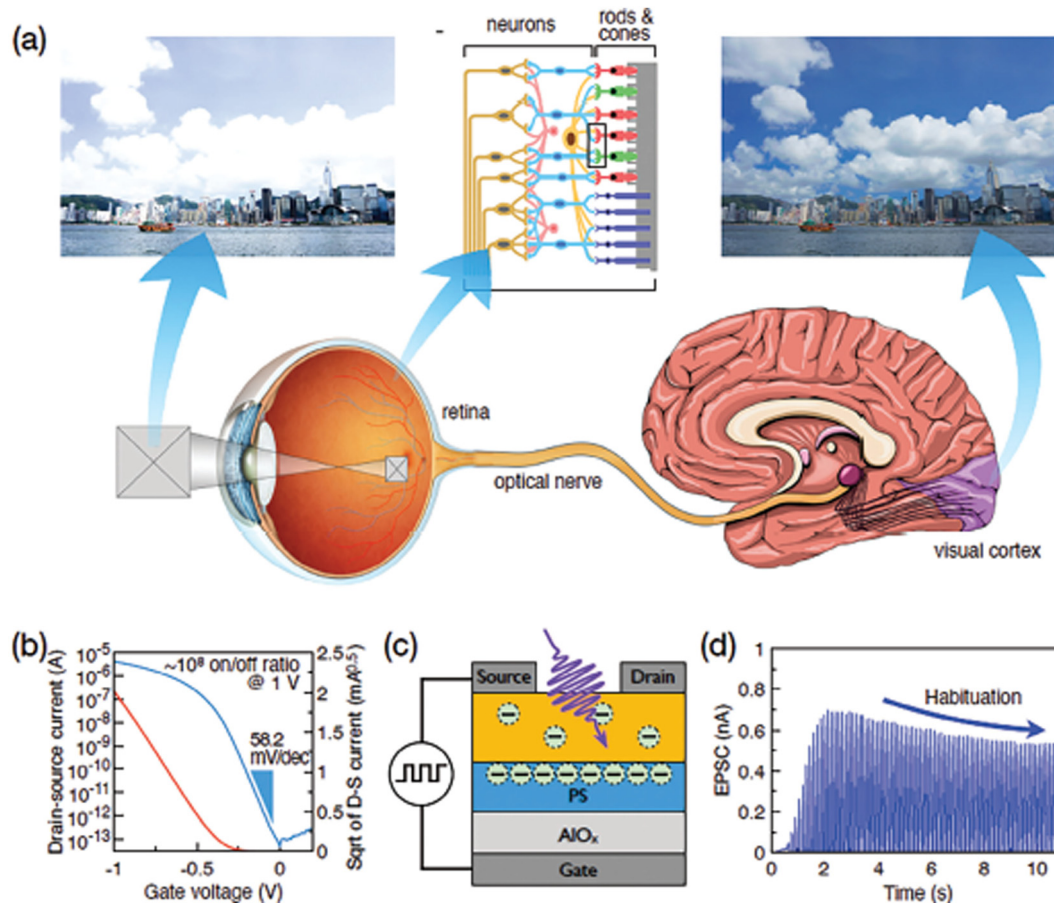 (a)
-
neurons
rods &
cones
retina
optical nerve
visual cortex
(b)
Drain-source current (A)
10⁻⁵
10⁻⁶
10⁻⁷
10⁻⁸
10⁻⁹
10⁻¹⁰
10⁻¹¹
10⁻¹²
10⁻¹³
~10⁸ on/off ratio
@ 1 V
58.2
mV/dec
2.5
2
1.5
1
0.5
0
Sqrt of D-S current (mA⁰·⁵)
-1
-0.5
0
Gate voltage (V)
(c)
Source
Drain
PS
AlOₓ
Gate
(d)
EPSC (nA)
1
0.8
0.6
0.4
0.2
0
Habituation
0 2 4 6 8 10
Time (s)